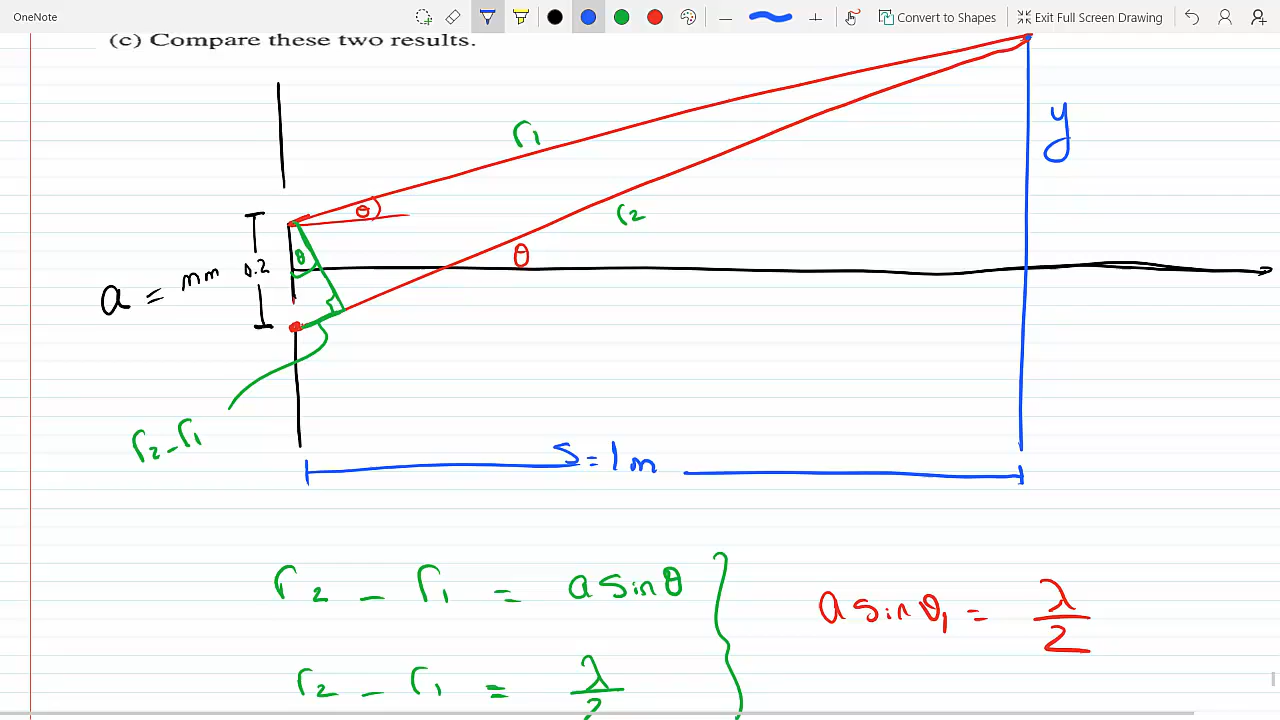 OneNote
Convert to Shapes
Exit Full Screen Drawing
(c) Compare these two results.
y
r1
θ
r2
θ
θ
a = mm 0.2
r2 - r1
S = 1 m
r2 - r1 = a sin θ
a sin θ1 = λ/2
r2 - r1 = λ/2